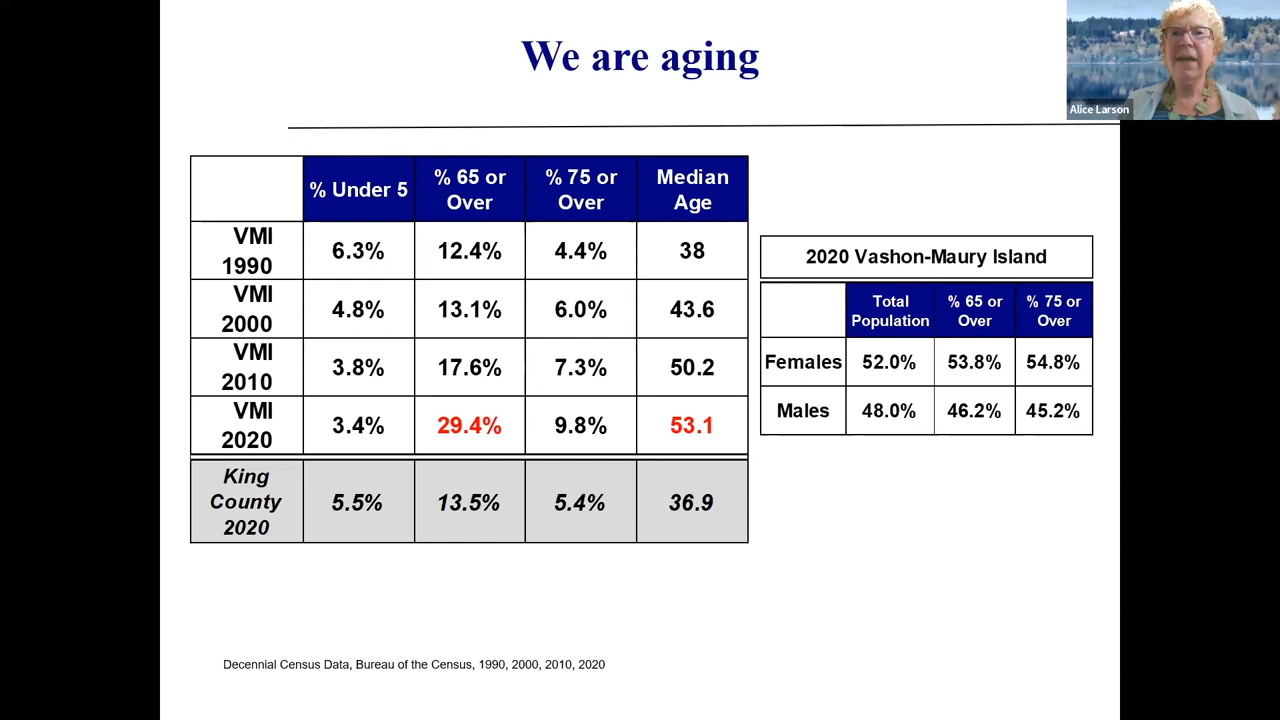 We are aging
Alice Larson
% Under 5
% 65 or
Over
% 75 or
Over
Median
Age
VMI
1990
6.3%
12.4%
4.4%
38
VMI
2000
4.8%
13.1%
6.0%
43.6
VMI
2010
3.8%
17.6%
7.3%
50.2
VMI
2020
3.4%
29.4%
9.8%
53.1
King
County
2020
5.5%
13.5%
5.4%
36.9
2020 Vashon-Maury Island
Total
Population
% 65 or
Over
% 75 or
Over
Females
52.0%
53.8%
54.8%
Males
48.0%
46.2%
45.2%
Decennial Census Data, Bureau of the Census, 1990, 2000, 2010, 2020